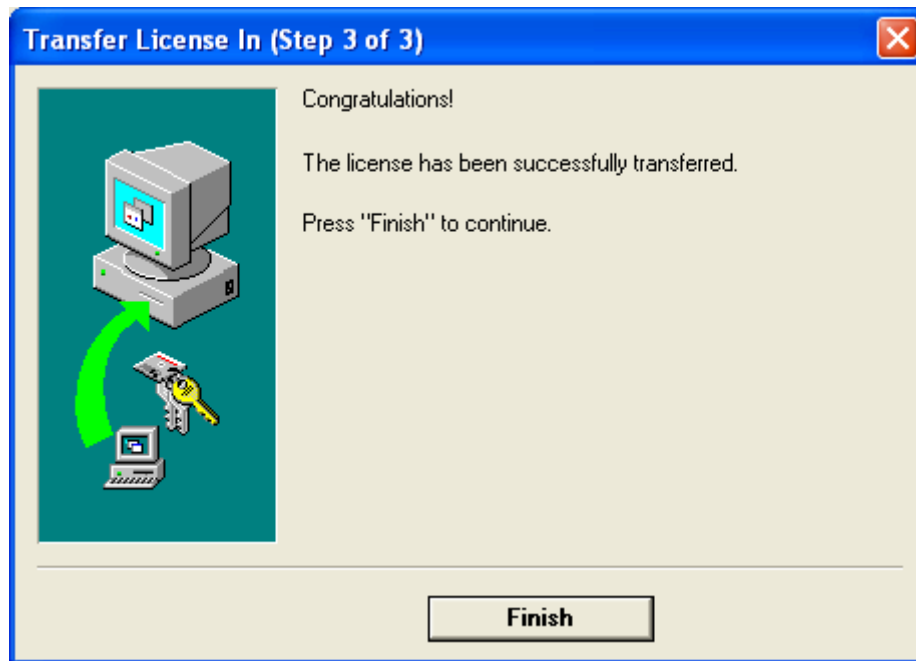 Transfer License In (Step 3 of 3)
Congratulations!
The license has been successfully transferred.
Press "Finish" to continue.
Finish